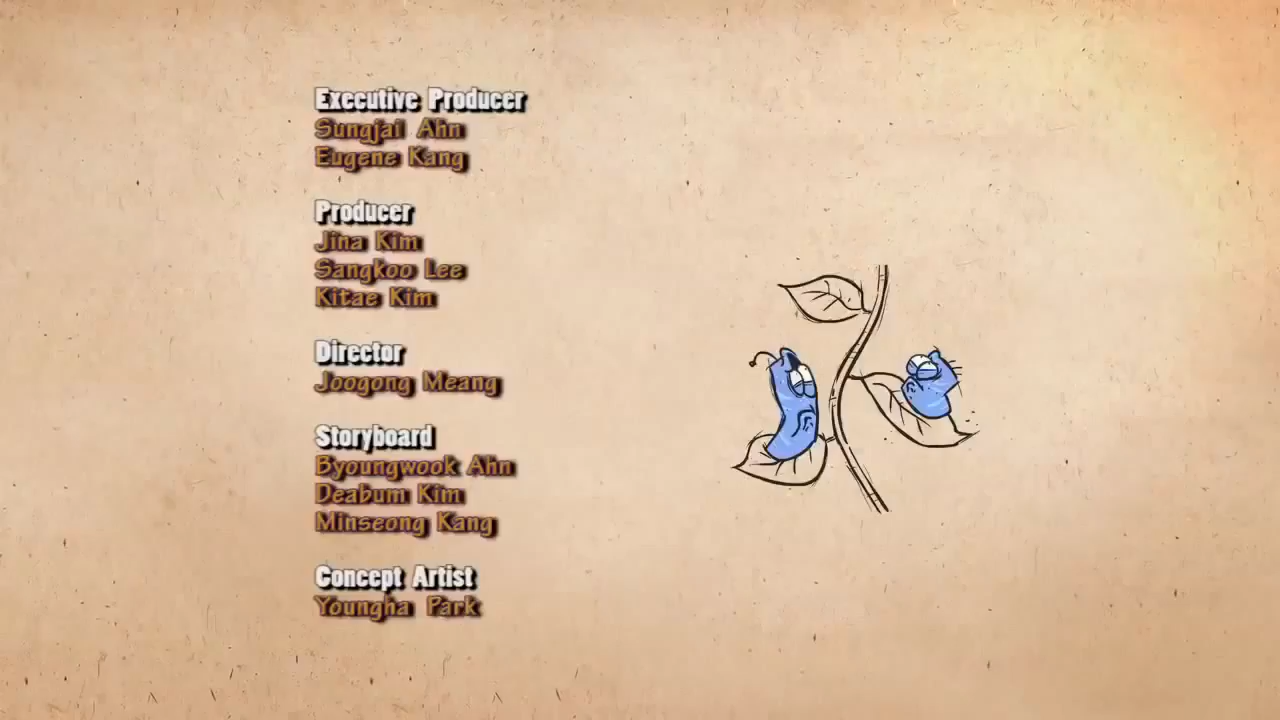 Executive Producer
Sungjai Ahn
Eugene Kang
Producer
Jina Kim
Sangkoo Lee
Kitae Kim
Director
Joogong Meang
Storyboard
Byoungwook Ahn
Deabum Kim
Minseong Kang
Concept Artist
Youngha Park